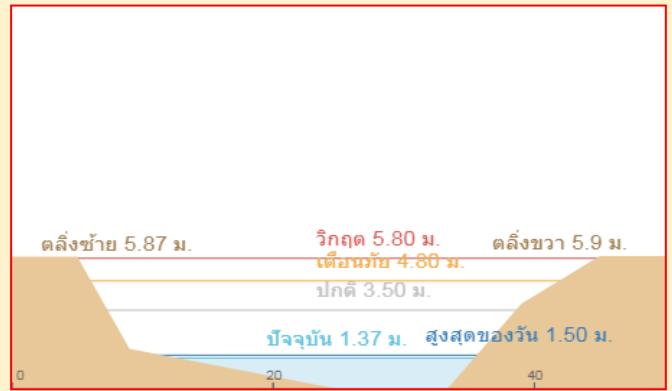 วิกฤต 5.80 ม.
ตลิ่งซ้าย 5.87 ม.
ตลิ่งขวา 5.9 ม.
เตือนภัย 4.80 ม.
ปกติ 3.50 ม.
ปัจจุบัน 1.37 ม.
สูงสุดของวัน 1.50 ม.
0
20
40